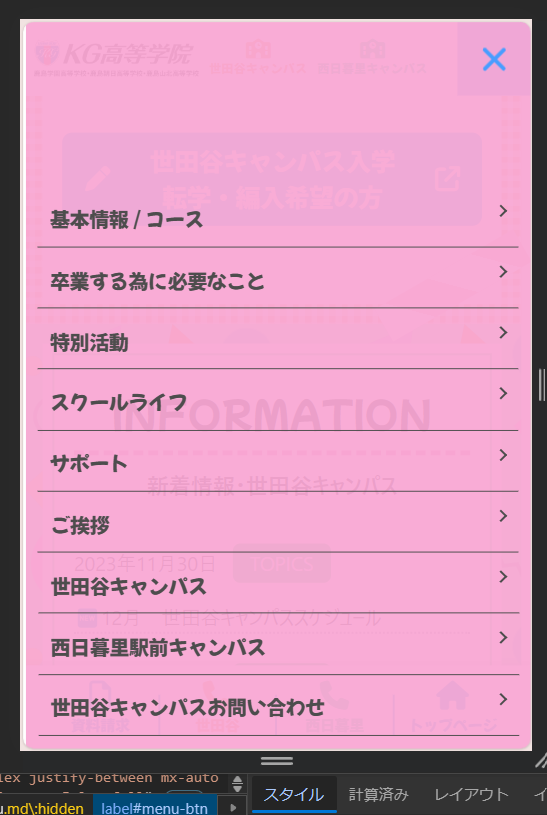 KG高等学院
世田谷キャンパス 西日暮里キャンパス
世田谷キャンパス入学
転学・編入希望の方
基本情報 / コース
卒業する為に必要なこと
特別活動
スクールライフ
INFORMATION
サポート
新着情報・世田谷キャンパス
ご挨拶
2023年11月30日 TOPICS
世田谷キャンパス
12月 世田谷キャンパススケジュール
西日暮里駅前キャンパス
世田谷キャンパスお問い合わせ
資料請求 世田谷 西日暮里 トップページ
lex justify-between mx-auto
u.md\:hidden label#menu-btn
スタイル 計算済み レイアウト イ